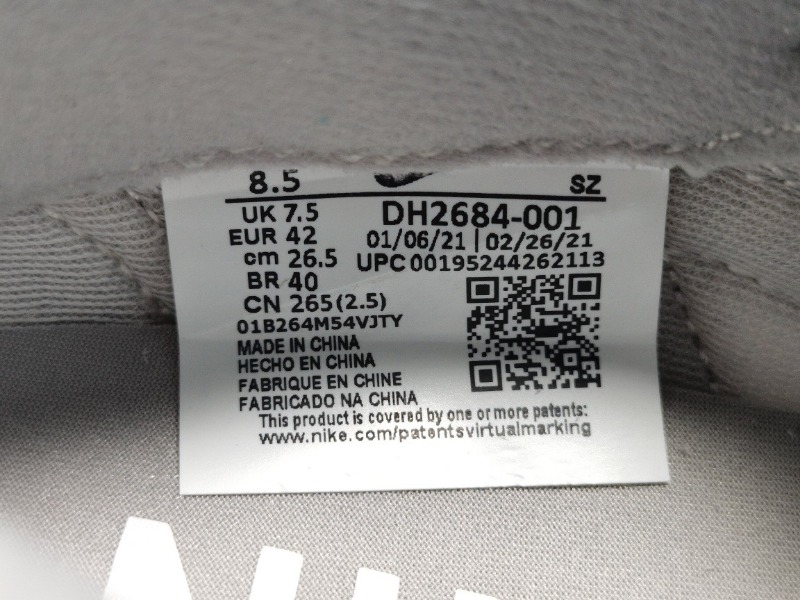 8.5 SZ
UK 7.5 DH2684-001
EUR 42 01/06/21 | 02/26/21
cm 26.5 UPC 00195244262113
BR 40
CN 265(2.5)
01B264M54VJTY
MADE IN CHINA
HECHO EN CHINA
FABRIQUE EN CHINE
FABRICADO NA CHINA
This product is covered by one or more patents:
www.nike.com/patentsvirtualmarking